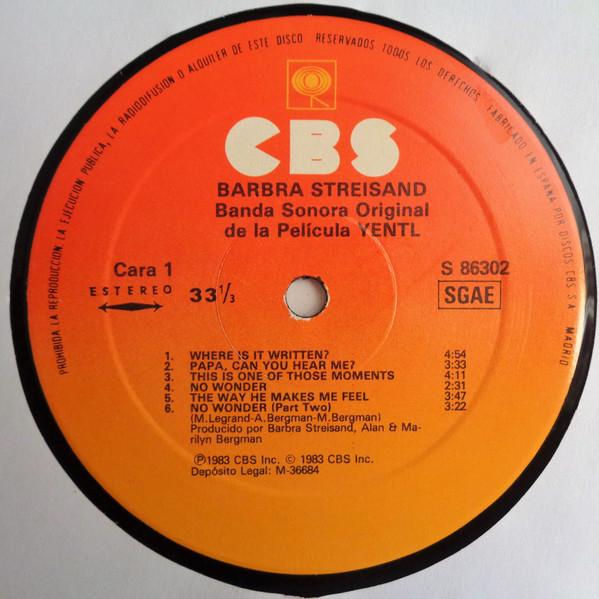 PROHIBIDA LA REPRODUCCION, LA EJECUCION PUBLICA, LA RADIODIFUSION O ALQUILER DE ESTE DISCO RESERVADOS TODOS LOS DERECHOS. FABRICADO EN ESPAÑA POR DISCOS CBS S.A. MADRID
CBS
BARBRA STREISAND
Banda Sonora Original
de la Película YENTL
Cara 1
S 86302
ESTEREO
33 1/3
SGAE
1. WHERE IS IT WRITTEN? 4:54
2. PAPA, CAN YOU HEAR ME? 3:33
3. THIS IS ONE OF THOSE MOMENTS 4:11
4. NO WONDER 2:31
5. THE WAY HE MAKES ME FEEL 3:47
6. NO WONDER (Part Two) 3:22
(M.Legrand-A.Bergman-M.Bergman)
Producido por Barbra Streisand, Alan & Ma-
rilyn Bergman
℗1983 CBS Inc. © 1983 CBS Inc.
Depósito Legal: M-36684